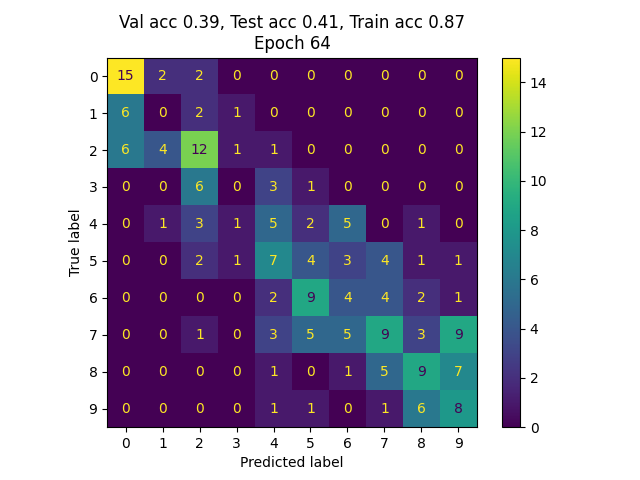 Val acc 0.39, Test acc 0.41, Train acc 0.87
Epoch 64
0 15 2 2 0 0 0 0 0 0 0
1 6 0 2 1 0 0 0 0 0 0
2 6 4 12 1 1 0 0 0 0 0
3 0 0 6 0 3 1 0 0 0 0
4 0 1 3 1 5 2 5 0 1 0
5 0 0 2 1 7 4 3 4 1 1
6 0 0 0 0 2 9 4 4 2 1
7 0 0 1 0 3 5 5 9 3 9
8 0 0 0 0 1 0 1 5 9 7
9 0 0 0 0 1 1 0 1 6 8
0 1 2 3 4 5 6 7 8 9
Predicted label
True label
14
12
10
8
6
4
2
0